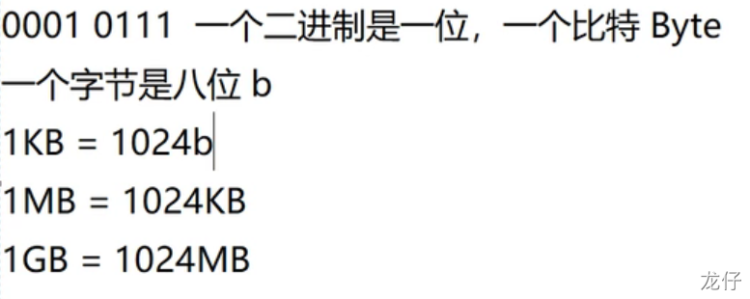 0001 0111 一个二进制是一位，一个比特 Byte
一个字节是八位 b
1KB = 1024b
1MB = 1024KB
1GB = 1024MB
龙仔